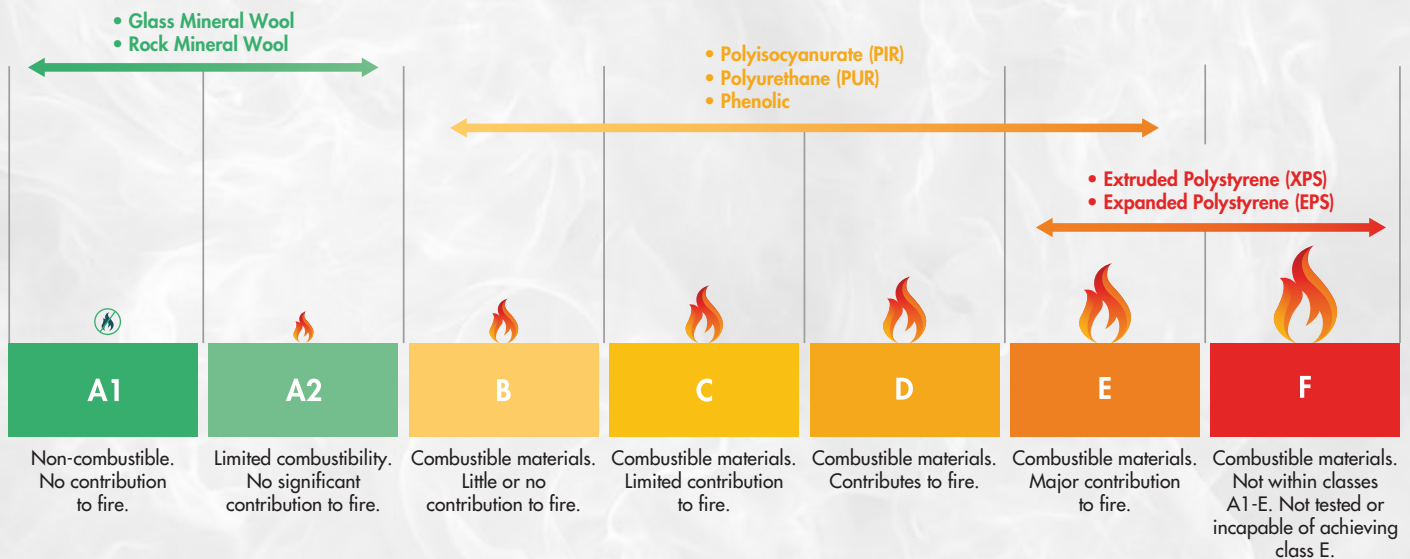 • Glass Mineral Wool
• Rock Mineral Wool
• Polyisocyanurate (PIR)
• Polyurethane (PUR)
• Phenolic
• Extruded Polystyrene (XPS)
• Expanded Polystyrene (EPS)
A1
Non-combustible.
No contribution
to fire.
A2
Limited combustibility.
No significant
contribution to fire.
B
Combustible materials.
Little or no
contribution to fire.
C
Combustible materials.
Limited contribution
to fire.
D
Combustible materials.
Contributes to fire.
E
Combustible materials.
Major contribution
to fire.
F
Combustible materials.
Not within classes
A1-E. Not tested or
incapable of achieving
class E.